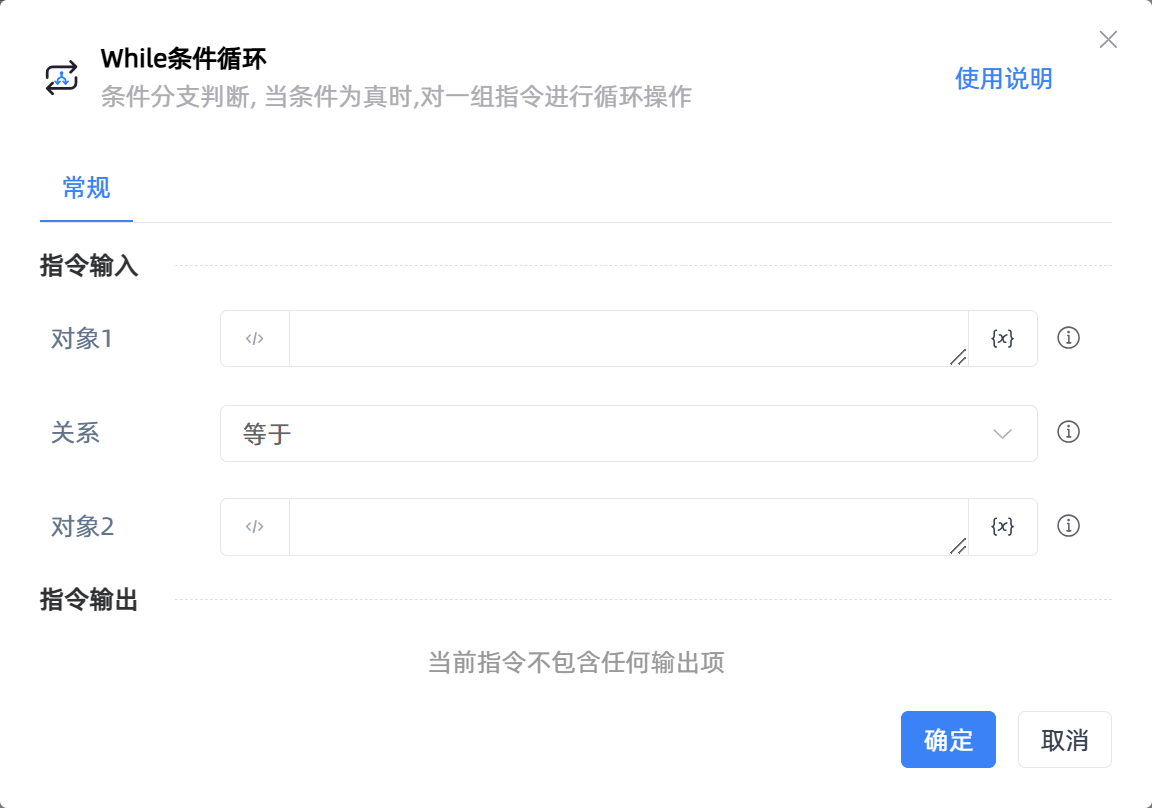 While条件循环
条件分支判断, 当条件为真时,对一组指令进行循环操作
使用说明
常规
指令输入
对象1
</>
{x}
关系
等于
对象2
</>
{x}
指令输出
当前指令不包含任何输出项
确定
取消